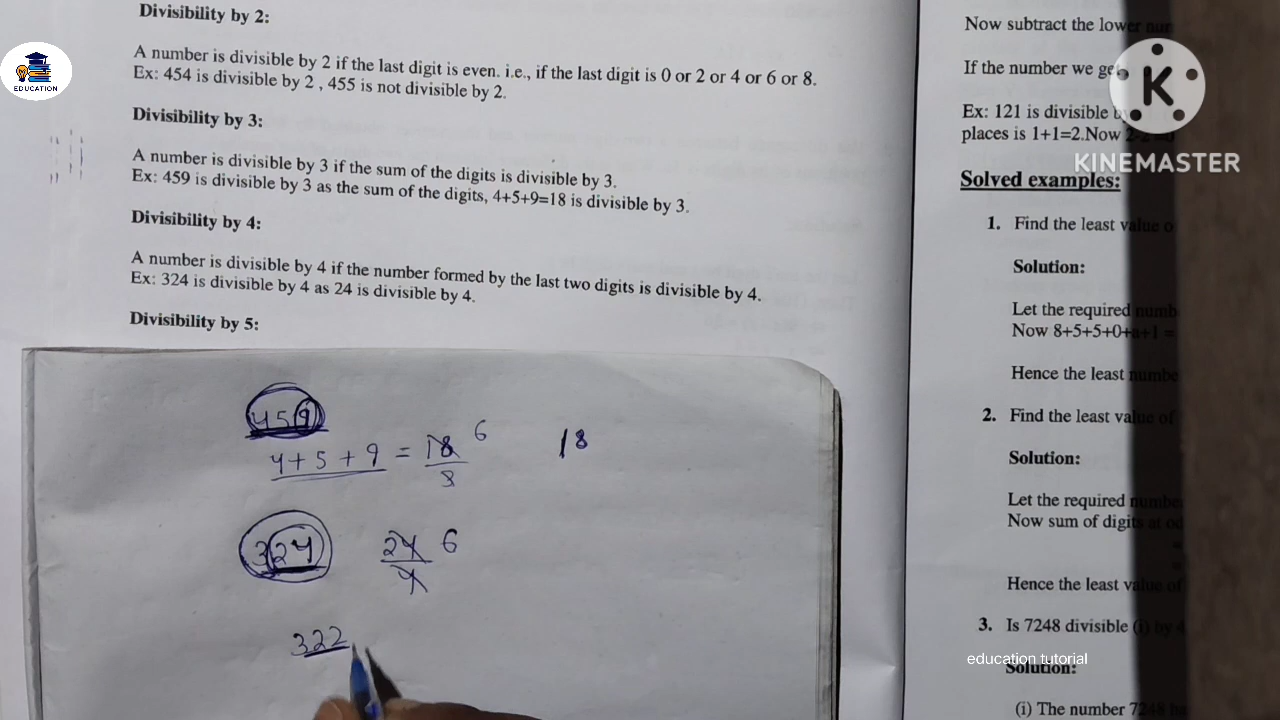 Divisibility by 2:
A number is divisible by 2 if the last digit is even. i.e., if the last digit is 0 or 2 or 4 or 6 or 8.
Ex: 454 is divisible by 2 , 455 is not divisible by 2.
Divisibility by 3:
A number is divisible by 3 if the sum of the digits is divisible by 3.
Ex: 459 is divisible by 3 as the sum of the digits, 4+5+9=18 is divisible by 3.
Divisibility by 4:
A number is divisible by 4 if the number formed by the last two digits is divisible by 4.
Ex: 324 is divisible by 4 as 24 is divisible by 4.
Divisibility by 5:
459
4+5+9 = 18 6
3
18
324
24 6
4
322
Now subtract the lower
If the number we
Ex: 121 is divisible
places is 1+1=2.Now
Solved examples:
1. Find the least value
Solution:
Let the required
Now 8+5+5+0+a+1 =
Hence the least
2. Find the least value of
Solution:
Let the required
Now sum of digits at
Hence the least value of
3. Is 7248 divisible (i) by
Solution:
(i) The number
EDUCATION
K
KINEMASTER
education tutorial